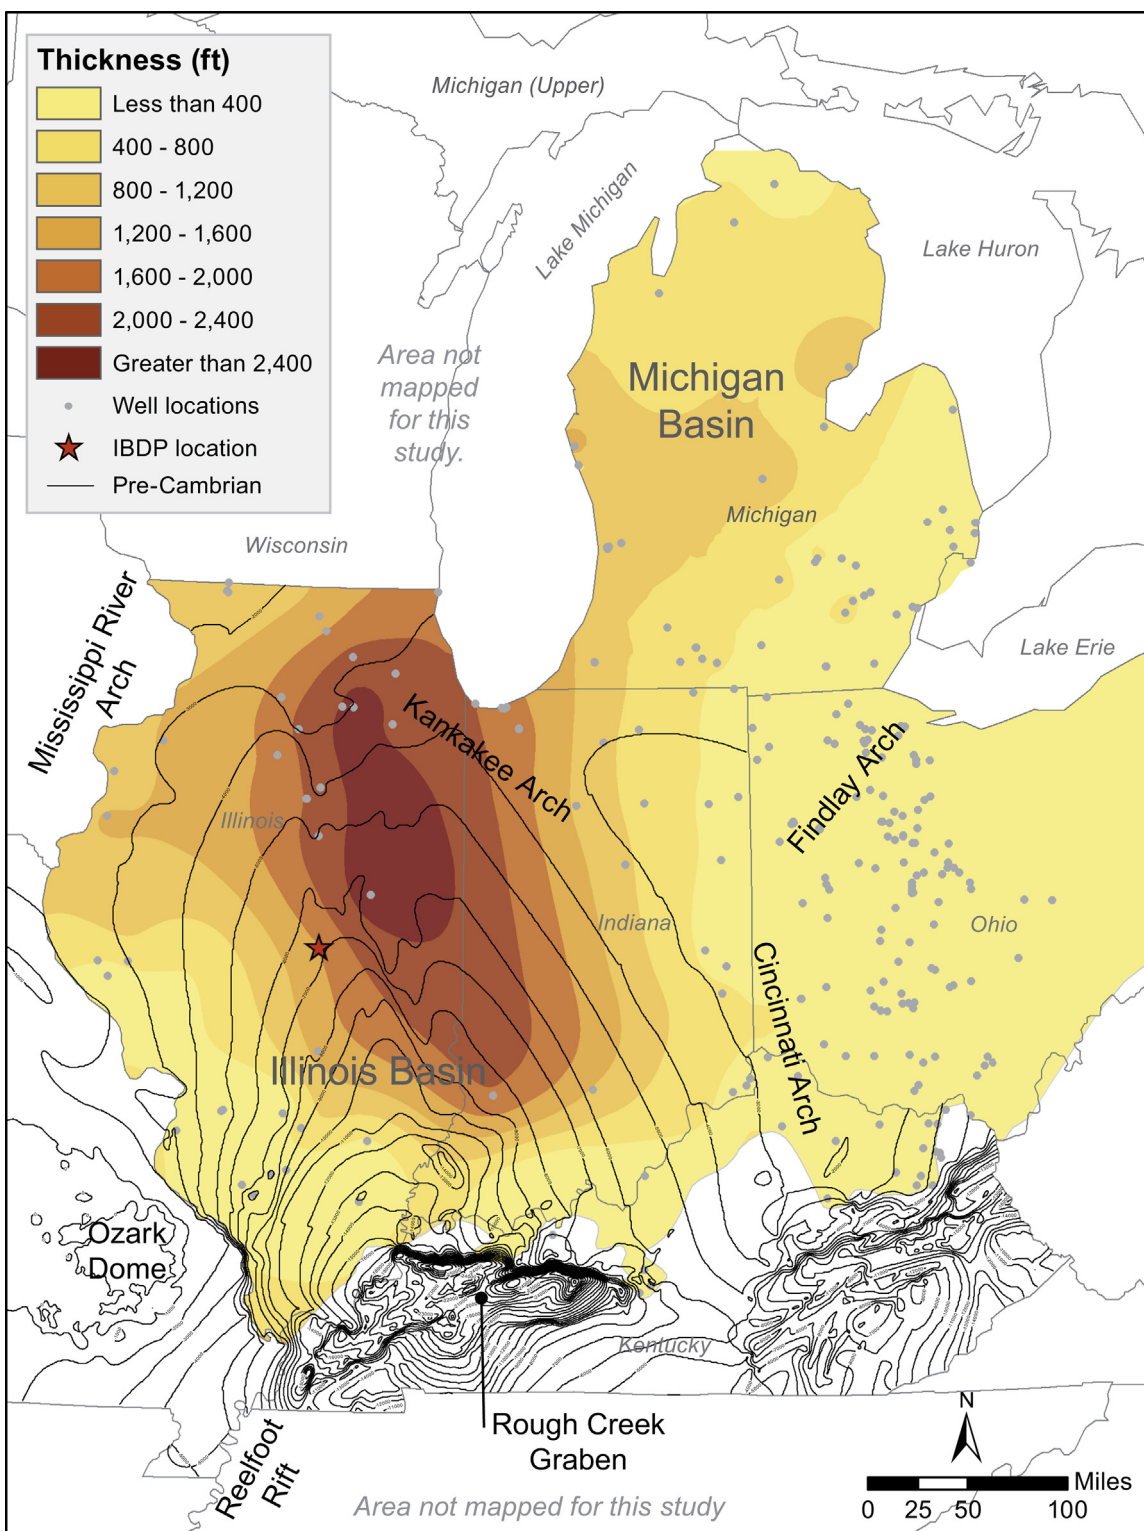 Thickness (ft)
Less than 400
400 - 800
800 - 1,200
1,200 - 1,600
1,600 - 2,000
2,000 - 2,400
Greater than 2,400
Well locations
IBDP location
Pre-Cambrian
Michigan (Upper)
Lake Michigan
Lake Huron
Area not
mapped
for this
study.
Michigan
Basin
Michigan
Wisconsin
Lake Erie
Mississippi River
Arch
Kankakee Arch
Findlay Arch
Illinois
Indiana
Ohio
Cincinnati Arch
Illinois Basin
Ozark
Dome
Kentucky
Rough Creek
Graben
Reelfoot
Rift
Area not mapped for this study
N
Miles
0 25 50 100